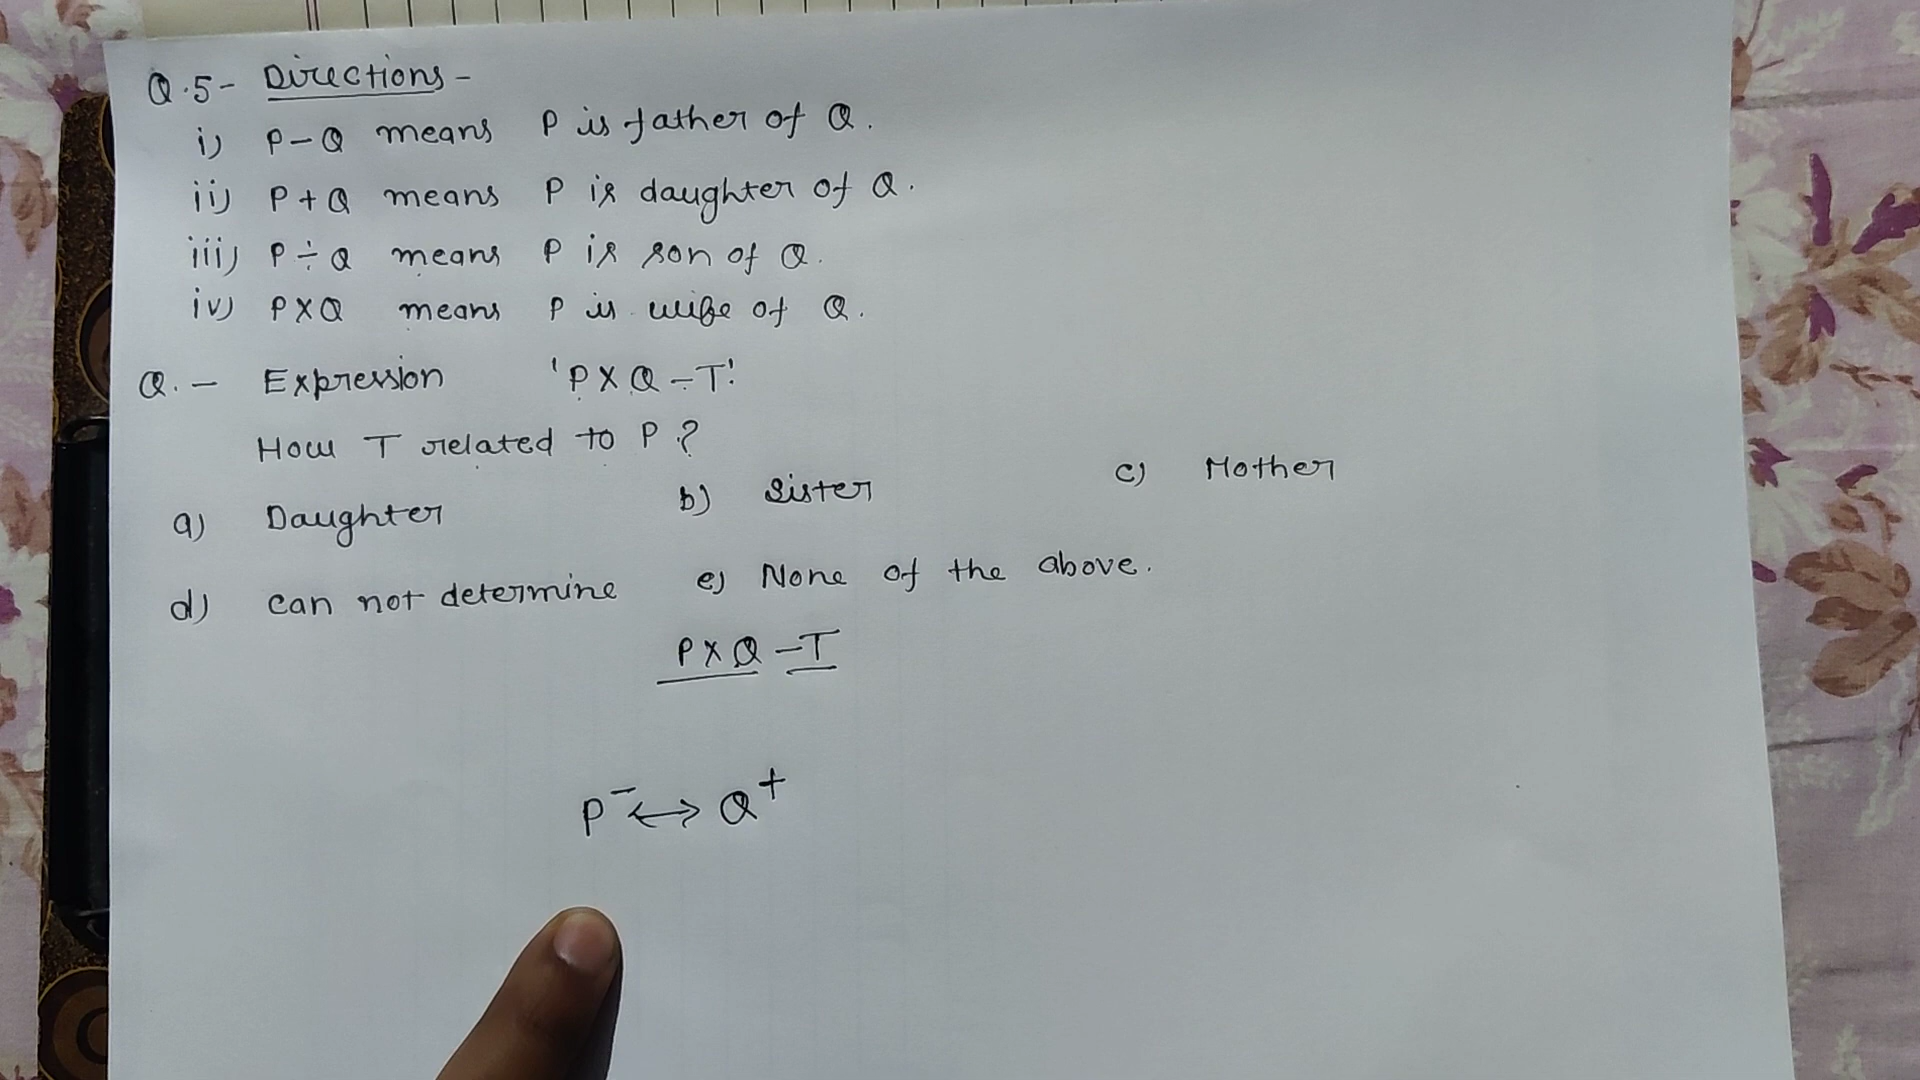 Q.5- Directions-
i) P-Q means P is father of Q.
ii) P+Q means P is daughter of Q.
iii) P÷Q means P is son of Q.
iv) P×Q means P is wife of Q.
Q.- Expression 'P×Q-T'.
How T related to P?
a) Daughter b) Sister c) Mother
d) can not determine e) None of the above.
P×Q-T
P⁻↔Q⁺